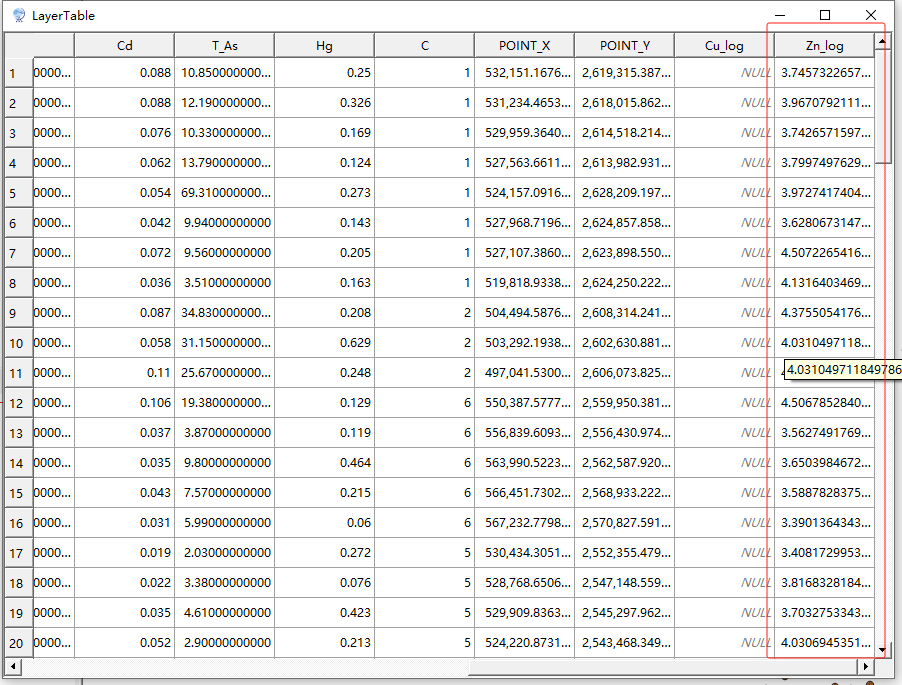 LayerTable
Cd T_As Hg C POINT_X POINT_Y Cu_log Zn_log
1 0000... 0.088 10.850000000... 0.25 1 532,151.1676... 2,619,315.387... NULL 3.7457322657...
2 0000... 0.088 12.190000000... 0.326 1 531,234.4653... 2,618,015.862... NULL 3.9670792111...
3 0000... 0.076 10.330000000... 0.169 1 529,959.3640... 2,614,518.214... NULL 3.7426571597...
4 0000... 0.062 13.790000000... 0.124 1 527,563.6611... 2,613,982.931... NULL 3.7997497629...
5 0000... 0.054 69.310000000... 0.273 1 524,157.0916... 2,628,209.197... NULL 3.9727417404...
6 0000... 0.042 9.94000000000 0.143 1 527,968.7196... 2,624,857.858... NULL 3.6280673147...
7 0000... 0.072 9.56000000000 0.205 1 527,107.3860... 2,623,898.550... NULL 4.5072265416...
8 0000... 0.036 3.51000000000 0.163 1 519,818.9338... 2,624,250.222... NULL 4.1316403469...
9 0000... 0.087 34.830000000... 0.208 2 504,494.5876... 2,608,314.241... NULL 4.3755054176...
10 0000... 0.058 31.150000000... 0.629 2 503,292.1938... 2,602,630.881... NULL 4.0310497118...
11 0000... 0.11 25.670000000... 0.248 2 497,041.5300... 2,606,073.825... NULL 4.031049711849786
12 0000... 0.106 19.380000000... 0.129 6 550,387.5777... 2,559,950.381... NULL 4.5067852840...
13 0000... 0.037 3.87000000000 0.119 6 556,839.6093... 2,556,430.974... NULL 3.5627491769...
14 0000... 0.035 9.80000000000 0.464 6 563,990.5223... 2,562,587.920... NULL 3.6503984672...
15 0000... 0.043 7.57000000000 0.215 6 566,451.7302... 2,568,933.222... NULL 3.5887828375...
16 0000... 0.031 5.99000000000 0.06 6 567,232.7798... 2,570,827.591... NULL 3.3901364343...
17 0000... 0.019 2.03000000000 0.272 5 530,434.3051... 2,552,355.479... NULL 3.4081729953...
18 0000... 0.022 3.38000000000 0.076 5 528,768.6506... 2,547,148.559... NULL 3.8168328184...
19 0000... 0.035 4.61000000000 0.423 5 529,909.8363... 2,545,297.962... NULL 3.7032753343...
20 0000... 0.052 2.90000000000 0.213 5 524,220.8731... 2,543,468.349... NULL 4.0306945351...